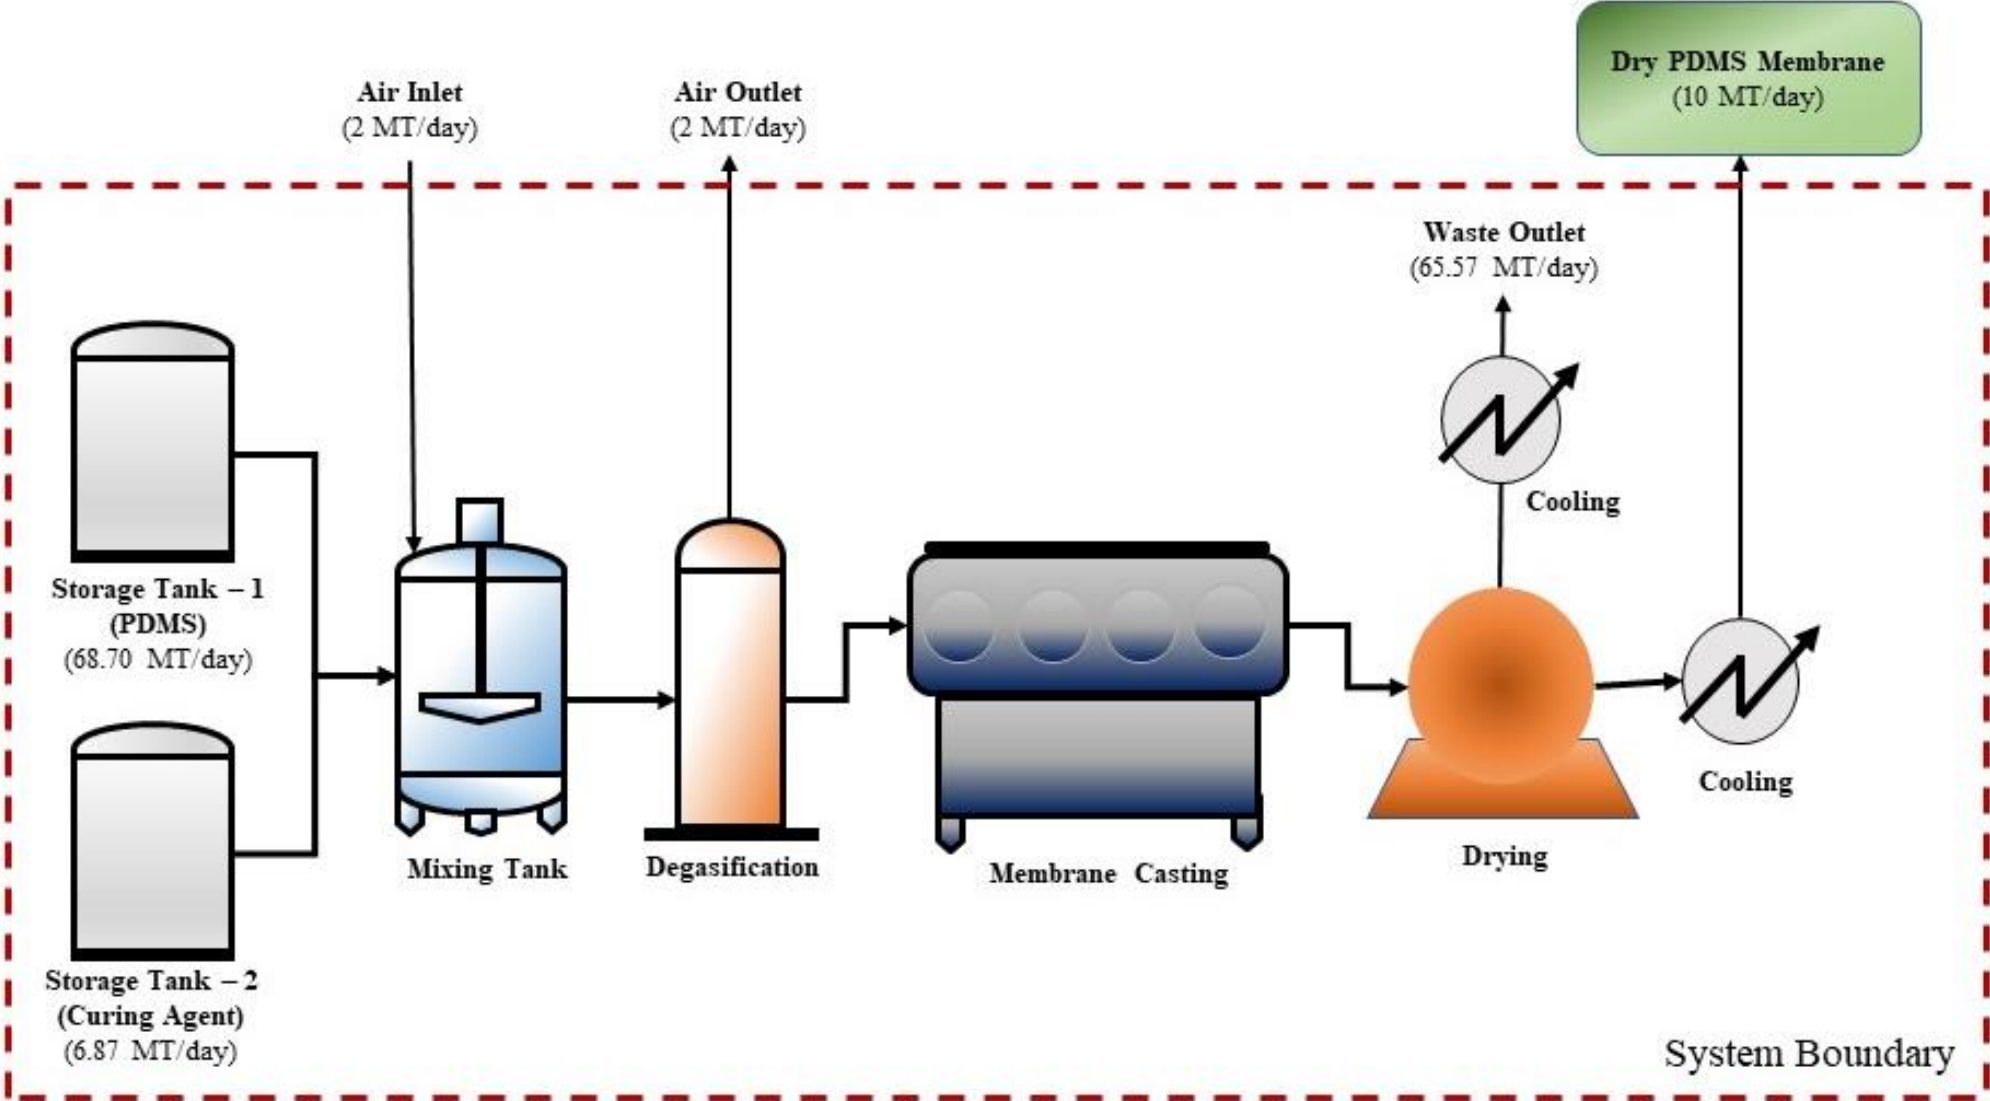 Dry PDMS Membrane
(10 MT/day)
Air Inlet
(2 MT/day)
Air Outlet
(2 MT/day)
Waste Outlet
(65.57 MT/day)
Cooling
Storage Tank – 1
(PDMS)
(68.70 MT/day)
Cooling
Mixing Tank
Degasification
Membrane Casting
Drying
Storage Tank – 2
(Curing Agent)
(6.87 MT/day)
System Boundary